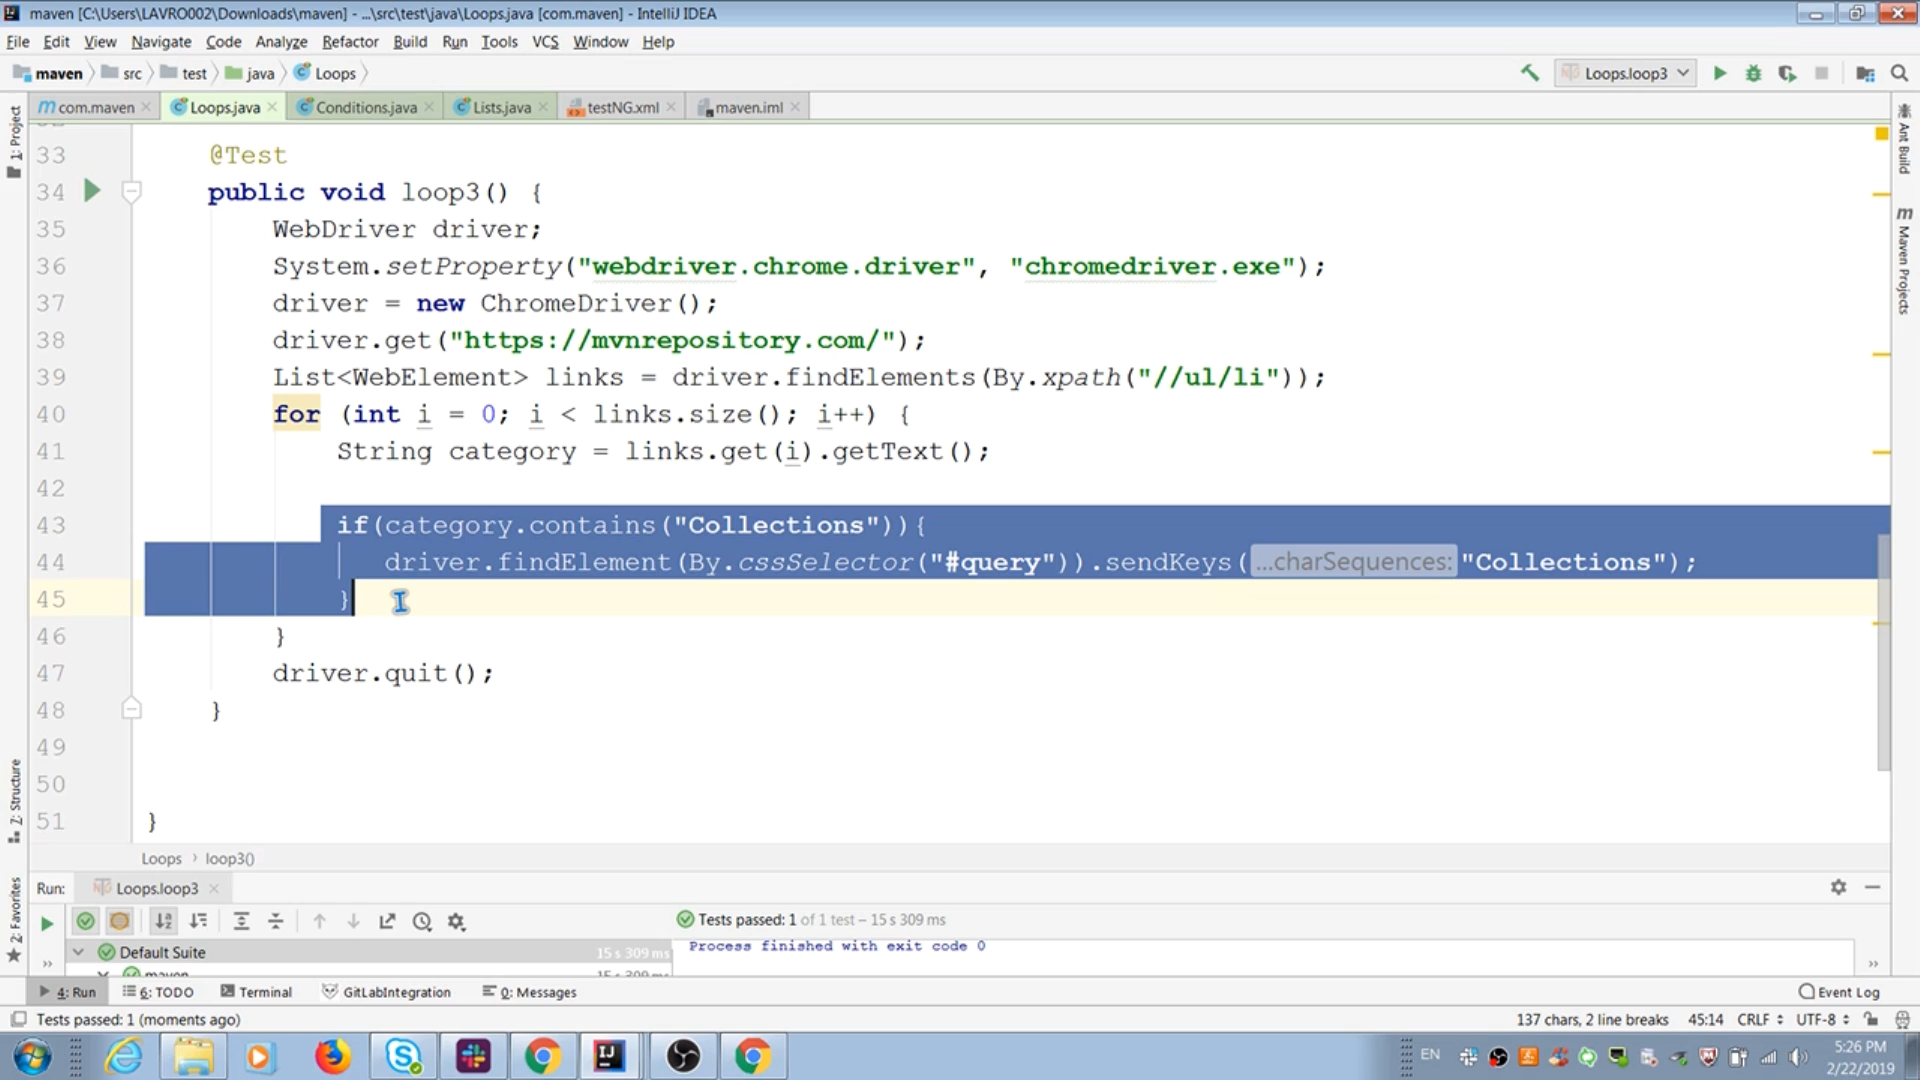 maven [C:\Users\LAVRO002\Downloads\maven] - ...\src\test\java\Loops.java [com.maven] - IntelliJ IDEA
File Edit View Navigate Code Analyze Refactor Build Run Tools VCS Window Help
maven src test java Loops Loops.loop3
com.maven Loops.java Conditions.java Lists.java testNG.xml maven.iml
1: Project
Ant Build
Maven Projects
33 @Test
34 public void loop3() {
35 WebDriver driver;
36 System.setProperty("webdriver.chrome.driver", "chromedriver.exe");
37 driver = new ChromeDriver();
38 driver.get("https://mvnrepository.com/");
39 List<WebElement> links = driver.findElements(By.xpath("//ul/li"));
40 for (int i = 0; i < links.size(); i++) {
41 String category = links.get(i).getText();
42
43 if(category.contains("Collections")){
44 driver.findElement(By.cssSelector("#query")).sendKeys( ...charSequences: "Collections");
45 }
46 }
47 driver.quit();
48 }
49
50
51 }
Z: Structure
2: Favorites
Loops loop3()
Run: Loops.loop3
Tests passed: 1 of 1 test – 15 s 309 ms
Default Suite 15 s 309 ms
Process finished with exit code 0
4: Run 6: TODO Terminal GitLabIntegration 0: Messages Event Log
Tests passed: 1 (moments ago) 137 chars, 2 line breaks 45:14 CRLF UTF-8
EN 5:26 PM
2/22/2019